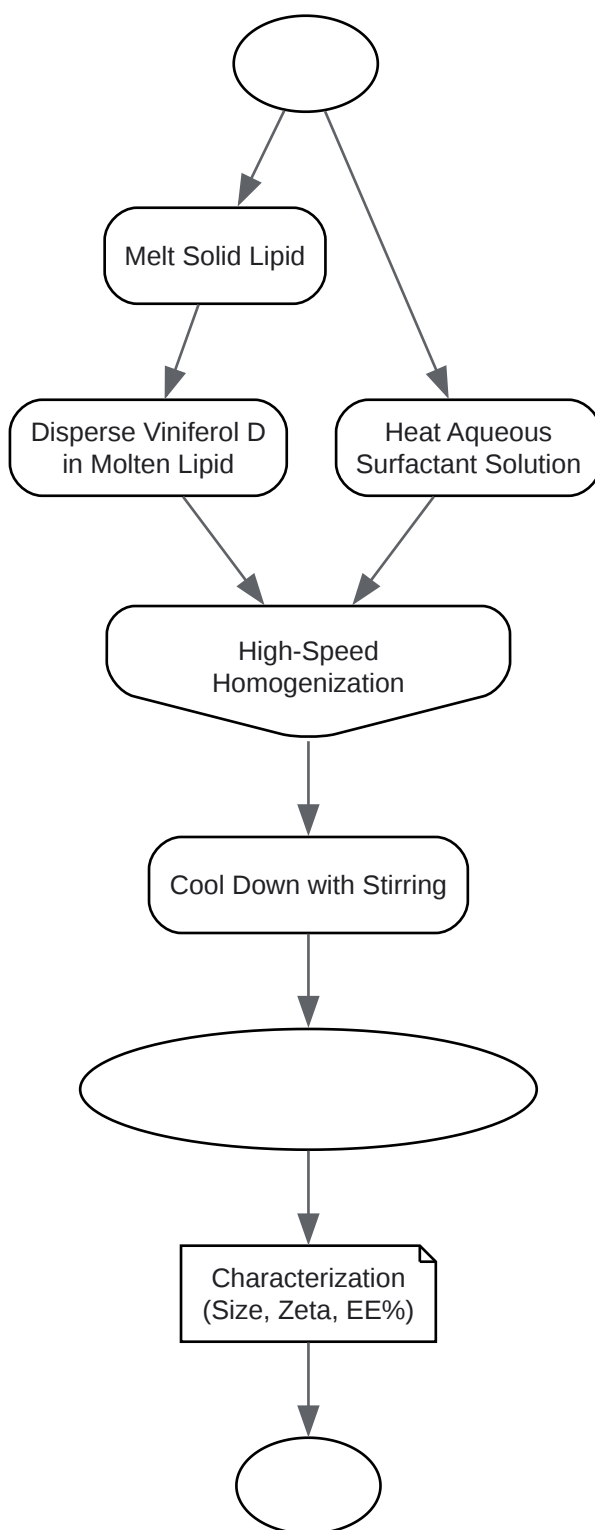 Melt Solid Lipid
Disperse Viniferol D
in Molten Lipid
Heat Aqueous
Surfactant Solution
High-Speed
Homogenization
Cool Down with Stirring
Characterization
(Size, Zeta, EE%)